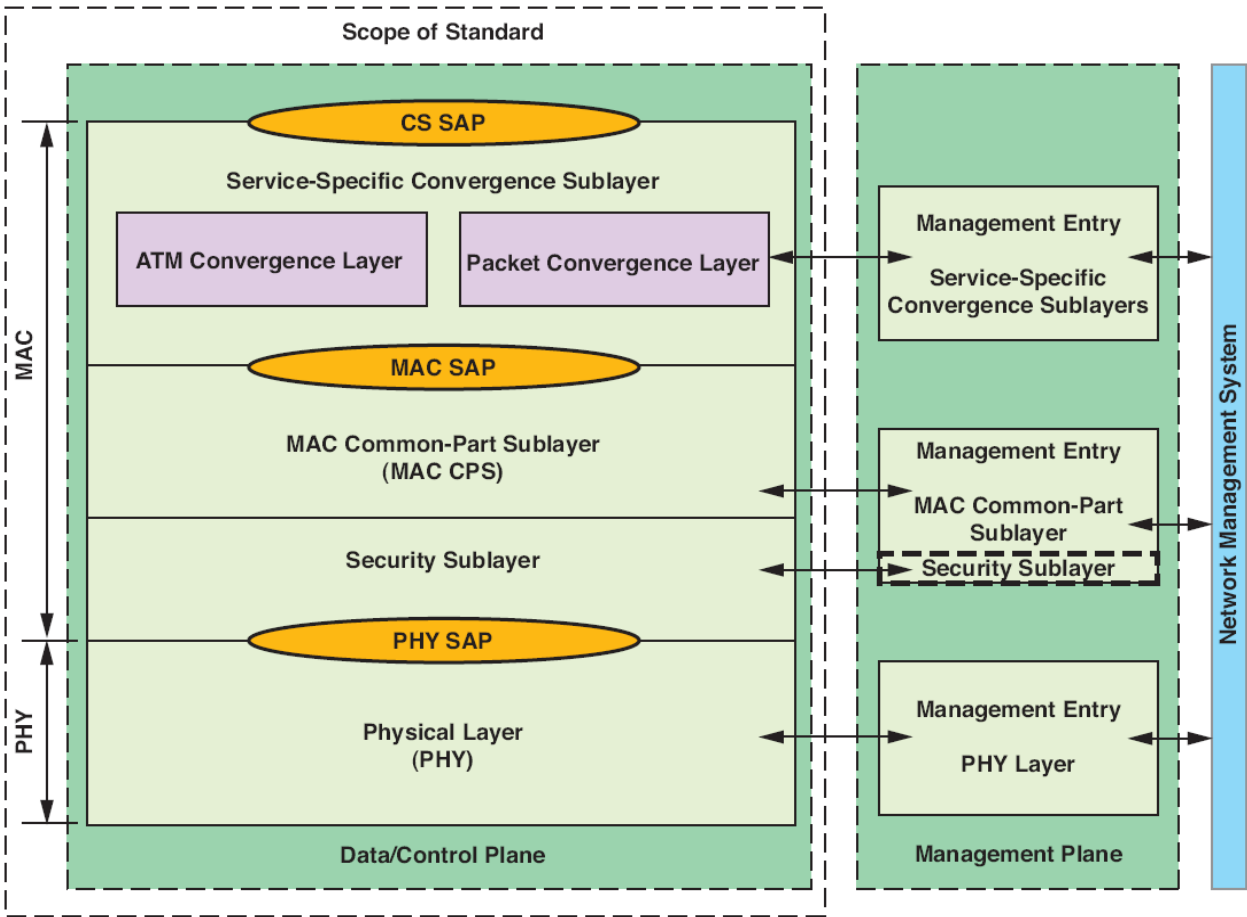 Scope of Standard
CS SAP
Service-Specific Convergence Sublayer
ATM Convergence Layer
Packet Convergence Layer
MAC SAP
MAC Common-Part Sublayer
(MAC CPS)
Security Sublayer
PHY SAP
Physical Layer
(PHY)
Data/Control Plane
MAC
PHY
Management Entry
Service-Specific
Convergence Sublayers
Management Entry
MAC Common-Part
Sublayer
Security Sublayer
Management Entry
PHY Layer
Management Plane
Network Management System